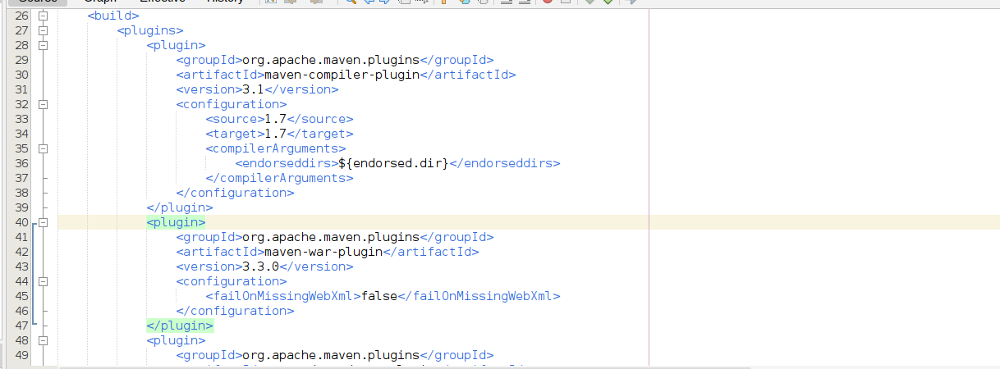 Source Graph Effective History
26 <build>
27 <plugins>
28 <plugin>
29 <groupId>org.apache.maven.plugins</groupId>
30 <artifactId>maven-compiler-plugin</artifactId>
31 <version>3.1</version>
32 <configuration>
33 <source>1.7</source>
34 <target>1.7</target>
35 <compilerArguments>
36 <endorseddirs>${endorsed.dir}</endorseddirs>
37 </compilerArguments>
38 </configuration>
39 </plugin>
40 <plugin>
41 <groupId>org.apache.maven.plugins</groupId>
42 <artifactId>maven-war-plugin</artifactId>
43 <version>3.3.0</version>
44 <configuration>
45 <failOnMissingWebXml>false</failOnMissingWebXml>
46 </configuration>
47 </plugin>
48 <plugin>
49 <groupId>org.apache.maven.plugins</groupId>